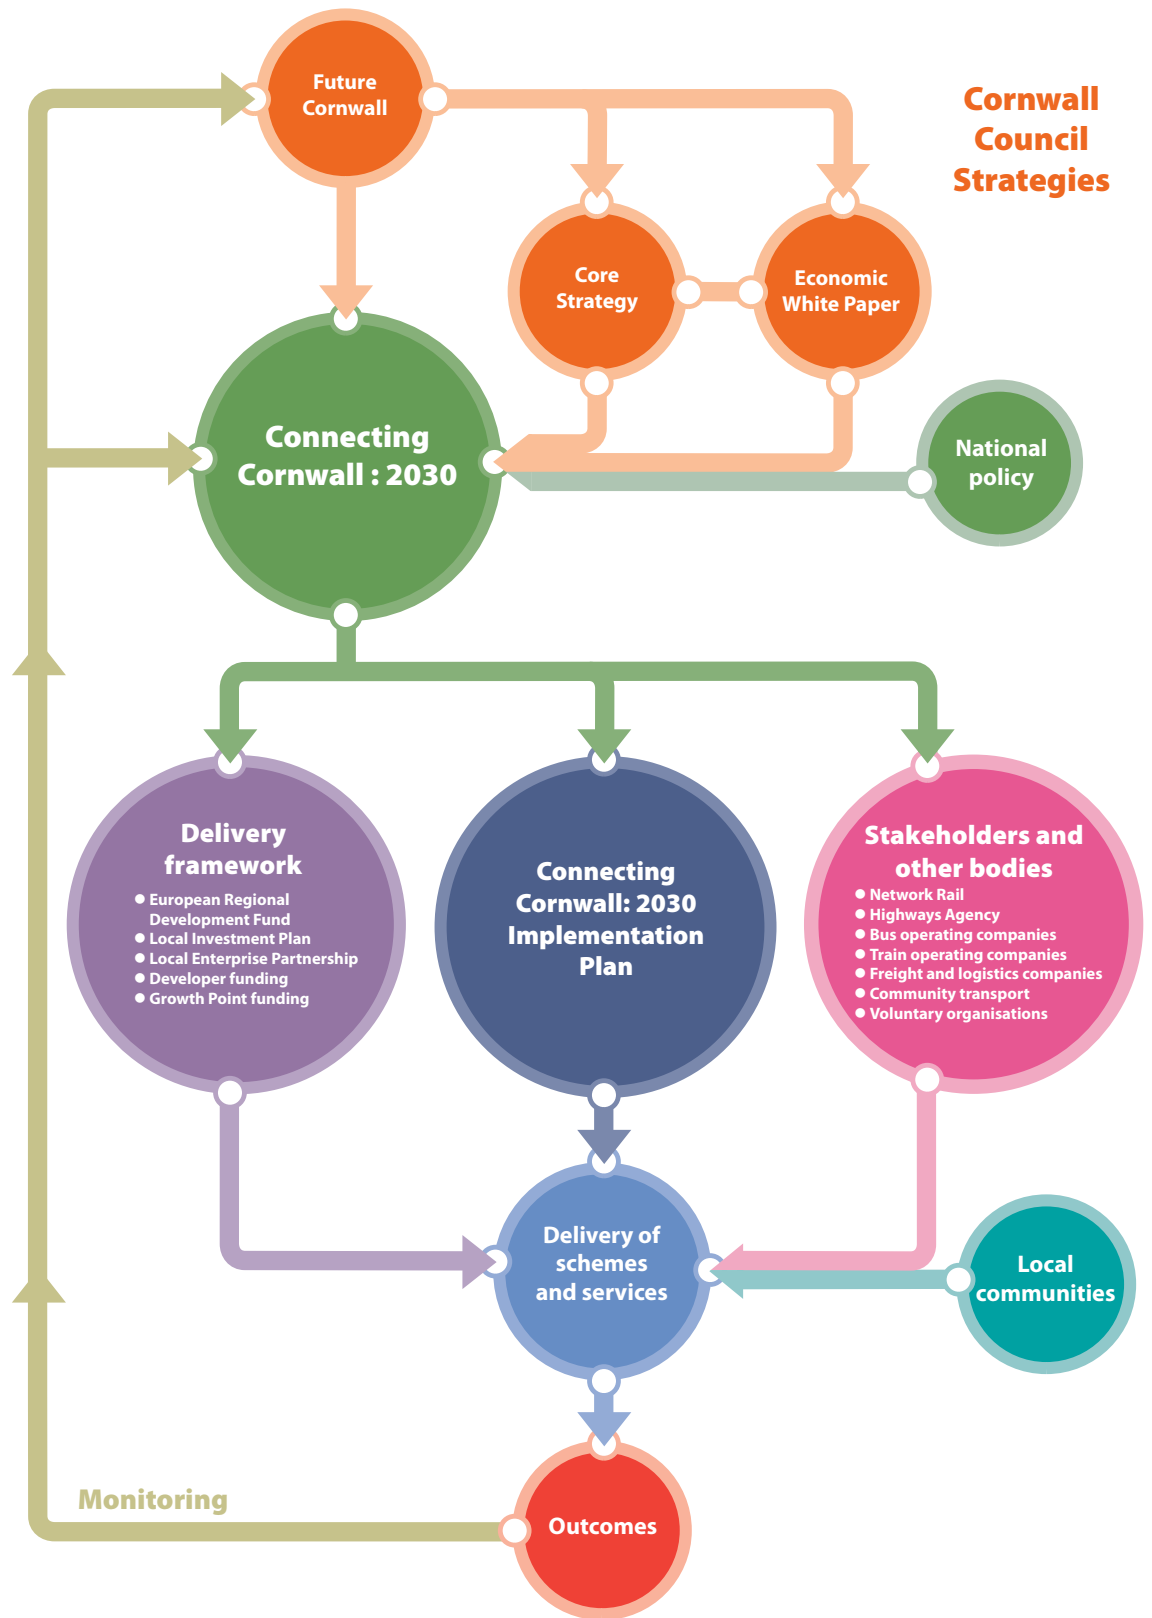 Future
Cornwall
Cornwall
Council
Strategies
Core
Strategy
Economic
White Paper
Connecting
Cornwall : 2030
National
policy
Delivery
framework
● European Regional
Development Fund
● Local Investment Plan
● Local Enterprise Partnership
● Developer funding
● Growth Point funding
Connecting
Cornwall: 2030
Implementation
Plan
Stakeholders and
other bodies
● Network Rail
● Highways Agency
● Bus operating companies
● Train operating companies
● Freight and logistics companies
● Community transport
● Voluntary organisations
Delivery of
schemes
and services
Local
communities
Monitoring
Outcomes